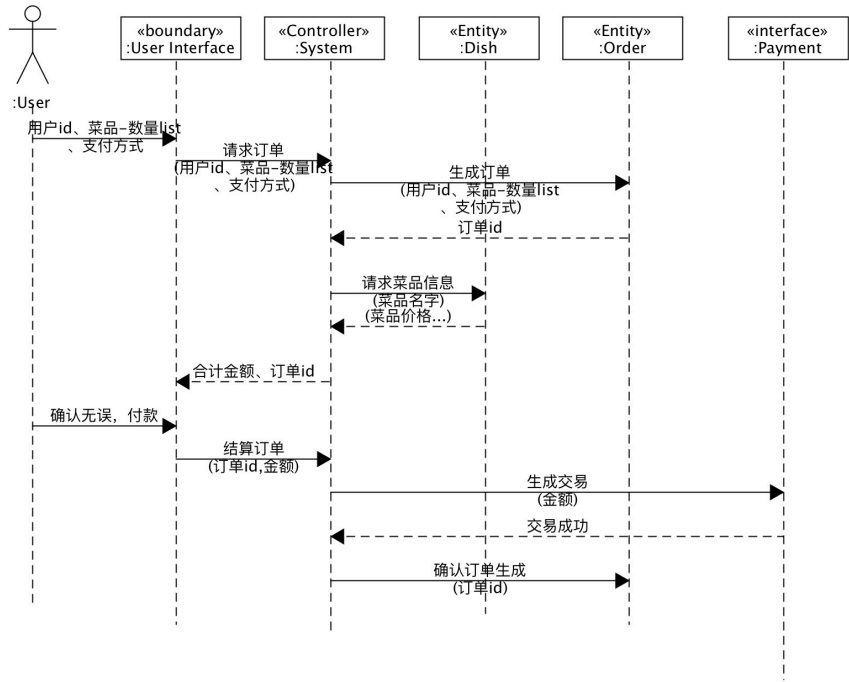 «boundary»
:User Interface
«Controller»
:System
«Entity»
:Dish
«Entity»
:Order
«interface»
:Payment
:User
用户id、菜品-数量list
、支付方式
请求订单
(用户id、菜品-数量list
、支付方式)
生成订单
(用户id、菜品-数量list
、支付方式)
订单id
请求菜品信息
(菜品名字)
(菜品价格...)
合计金额、订单id
确认无误，付款
结算订单
(订单id,金额)
生成交易
(金额)
交易成功
确认订单生成
(订单id)